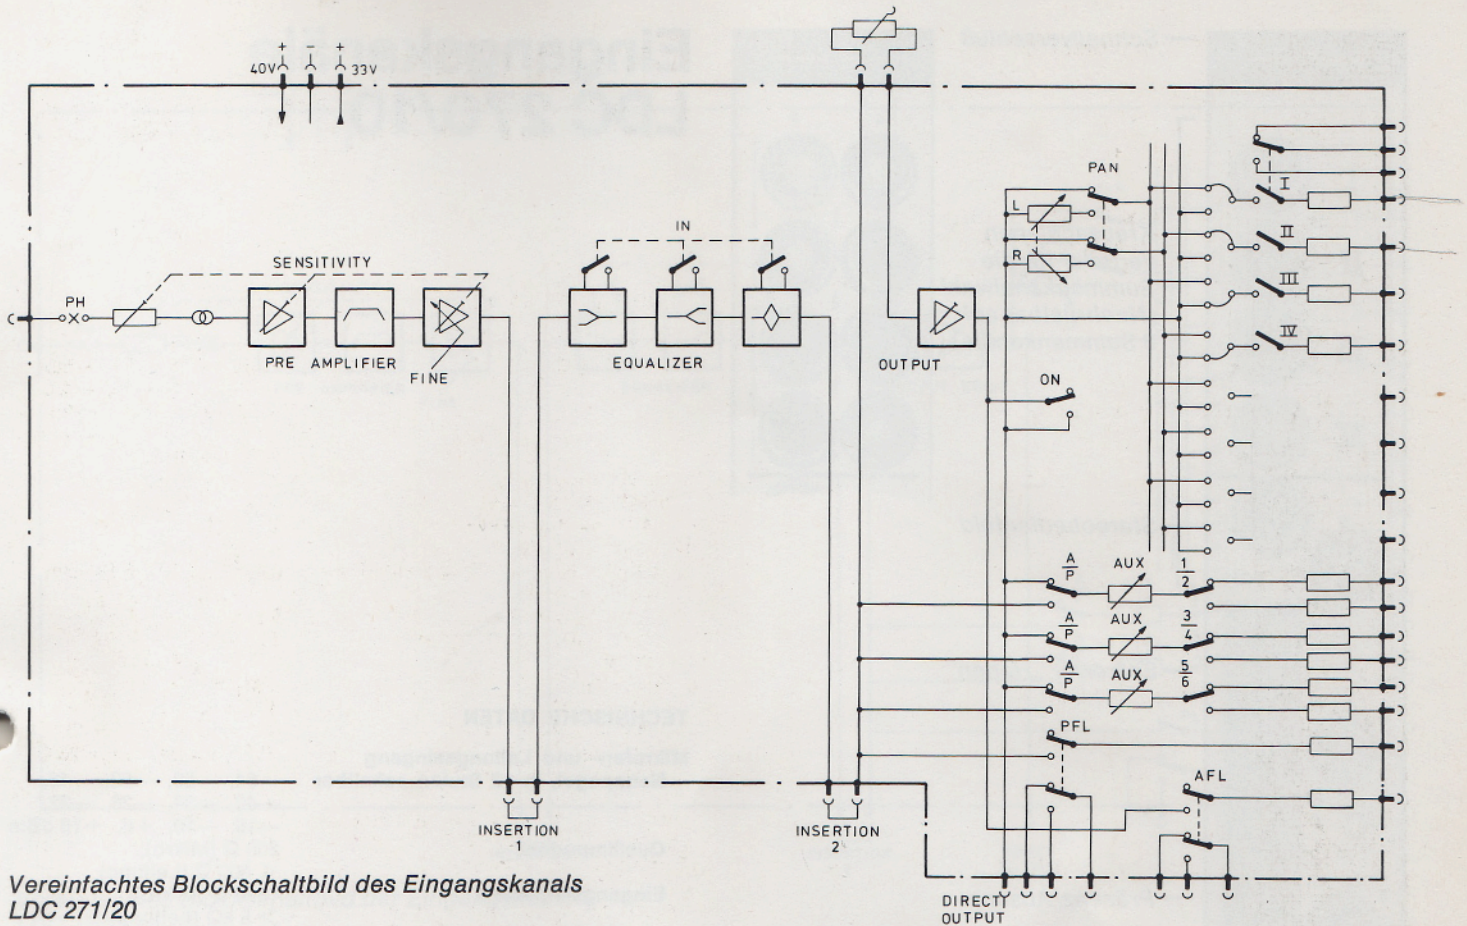 + - +
40V 33V
PAN
L
R
I
II
III
IV
IN
SENSITIVITY
PH
PRE AMPLIFIER
FINE
EQUALIZER
OUTPUT
ON
A/P AUX 1/2
A/P AUX 3/4
A/P AUX 5/6
PFL
AFL
INSERTION
1
INSERTION
2
DIRECT
OUTPUT
Vereinfachtes Blockschaltbild des Eingangskanals
LDC 271/20